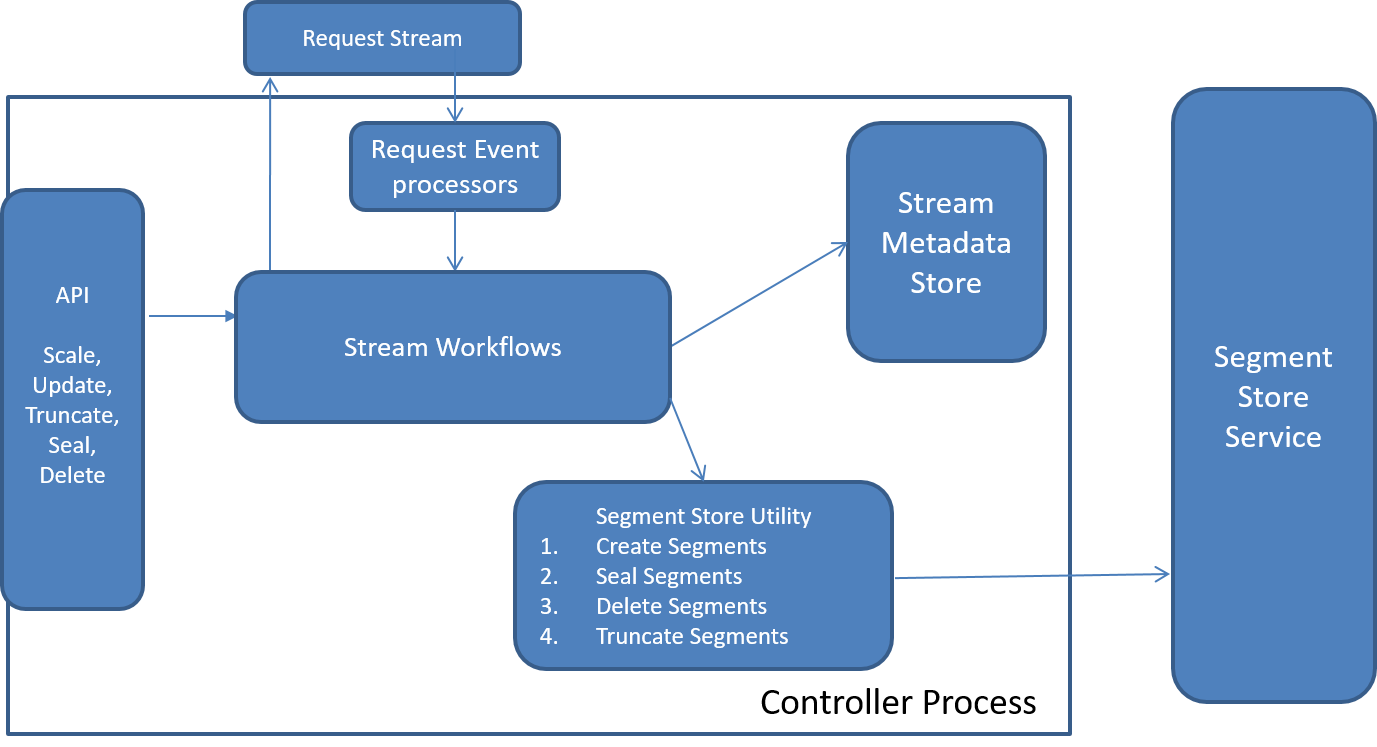 Request Stream
Request Event
processors
API
Scale,
Update,
Truncate,
Seal,
Delete
Stream Workflows
Stream
Metadata
Store
Segment Store Utility
1. Create Segments
2. Seal Segments
3. Delete Segments
4. Truncate Segments
Controller Process
Segment
Store
Service